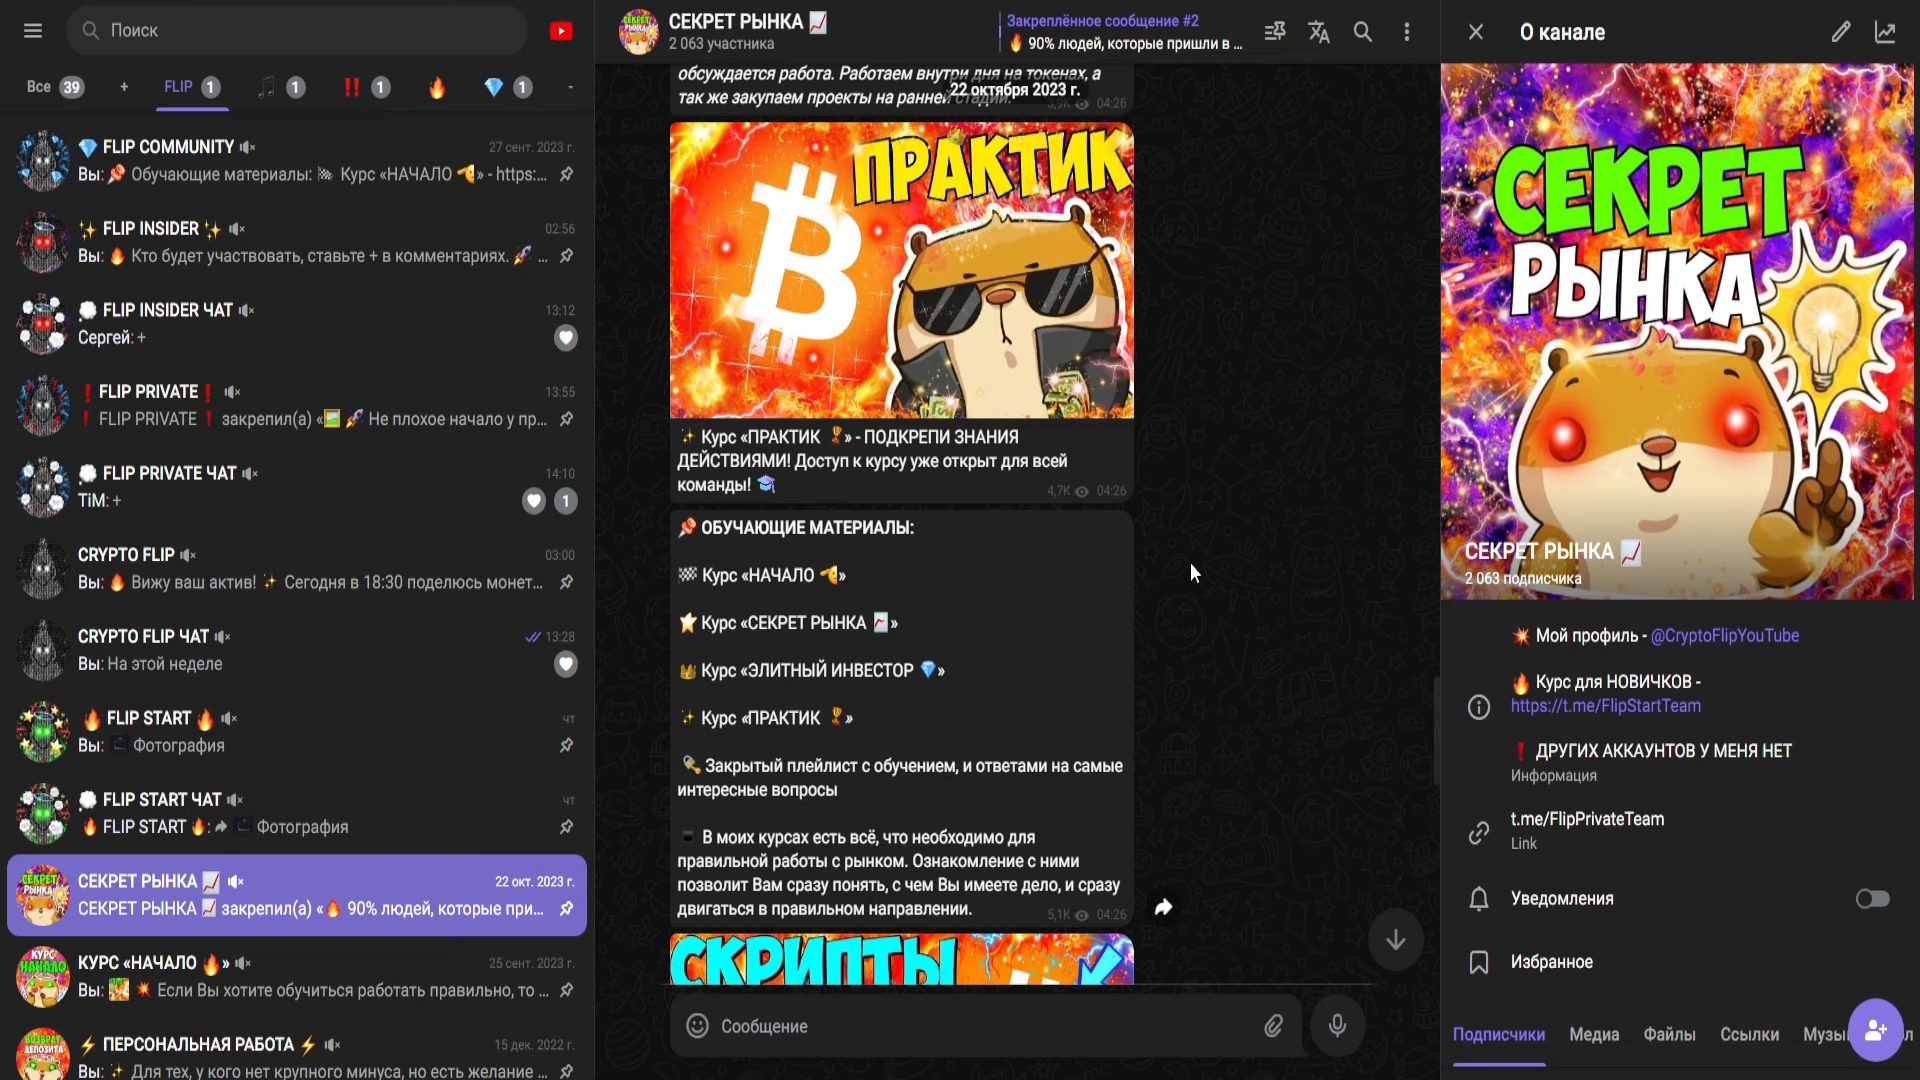 Поиск
Все 39
FLIP 1
1
1
1
FLIP COMMUNITY
27 сент. 2023 г.
Вы: Обучающие материалы: Курс «НАЧАЛО» - https:...
FLIP INSIDER
02:56
Вы: Кто будет участвовать, ставьте + в комментариях. ...
FLIP INSIDER ЧАТ
13:12
Сергей: +
FLIP PRIVATE
13:55
FLIP PRIVATE закрепил(а) « Не плохое начало у пр...
FLIP PRIVATE ЧАТ
14:10
TiM: +
1
CRYPTO FLIP
03:00
Вы: Вижу ваш актив! Сегодня в 18:30 поделюсь монет...
CRYPTO FLIP ЧАТ
13:28
Вы: На этой неделе
FLIP START
чт
Вы: Фотография
FLIP START ЧАТ
чт
FLIP START : Фотография
СЕКРЕТ РЫНКА
22 окт. 2023 г.
СЕКРЕТ РЫНКА закрепил(а) « 90% людей, которые при...
КУРС «НАЧАЛО »
25 сент. 2023 г.
Вы: Если Вы хотите обучиться работать правильно, то ...
ПЕРСОНАЛЬНАЯ РАБОТА
15 дек. 2022 г.
Вы: Для тех, у кого нет крупного минуса, но есть желание ...
СЕКРЕТ РЫНКА
2 063 участника
Закреплённое сообщение #2
90% людей, которые пришли в ...
обсуждается работа. Работаем внутри дня на токенах, а
так же закупаем проекты на ранней стадии.
3,9K 04:26
22 октября 2023 г.
ПРАКТИК
Курс «ПРАКТИК » - ПОДКРЕПИ ЗНАНИЯ
ДЕЙСТВИЯМИ! Доступ к курсу уже открыт для всей
команды!
4,7K 04:26
ОБУЧАЮЩИЕ МАТЕРИАЛЫ:
Курс «НАЧАЛО »
Курс «СЕКРЕТ РЫНКА »
Курс «ЭЛИТНЫЙ ИНВЕСТОР »
Курс «ПРАКТИК »
Закрытый плейлист с обучением, и ответами на самые
интересные вопросы
В моих курсах есть всё, что необходимо для
правильной работы с рынком. Ознакомление с ними
позволит Вам сразу понять, с чем Вы имеете дело, и сразу
двигаться в правильном направлении.
5,1K 04:26
СКРИПТЫ
Сообщение
О канале
СЕКРЕТ
РЫНКА
СЕКРЕТ РЫНКА
2 063 подписчика
Мой профиль - @CryptoFlipYouTube
Курс для НОВИЧКОВ -
https://t.me/FlipStartTeam
ДРУГИХ АККАУНТОВ У МЕНЯ НЕТ
Информация
t.me/FlipPrivateTeam
Link
Уведомления
Избранное
Подписчики Медиа Файлы Ссылки Музы